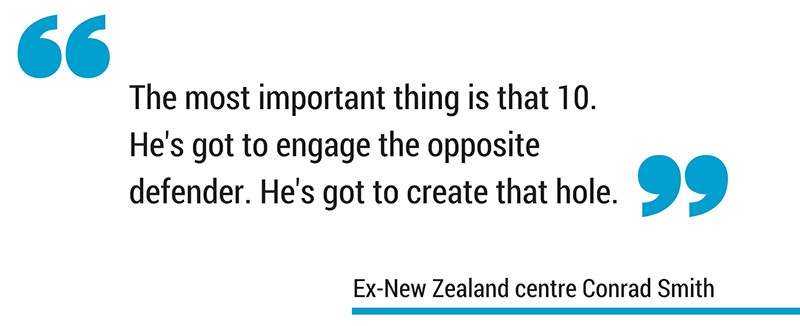 The most important thing is that 10.
He's got to engage the opposite
defender. He's got to create that hole.
Ex-New Zealand centre Conrad Smith